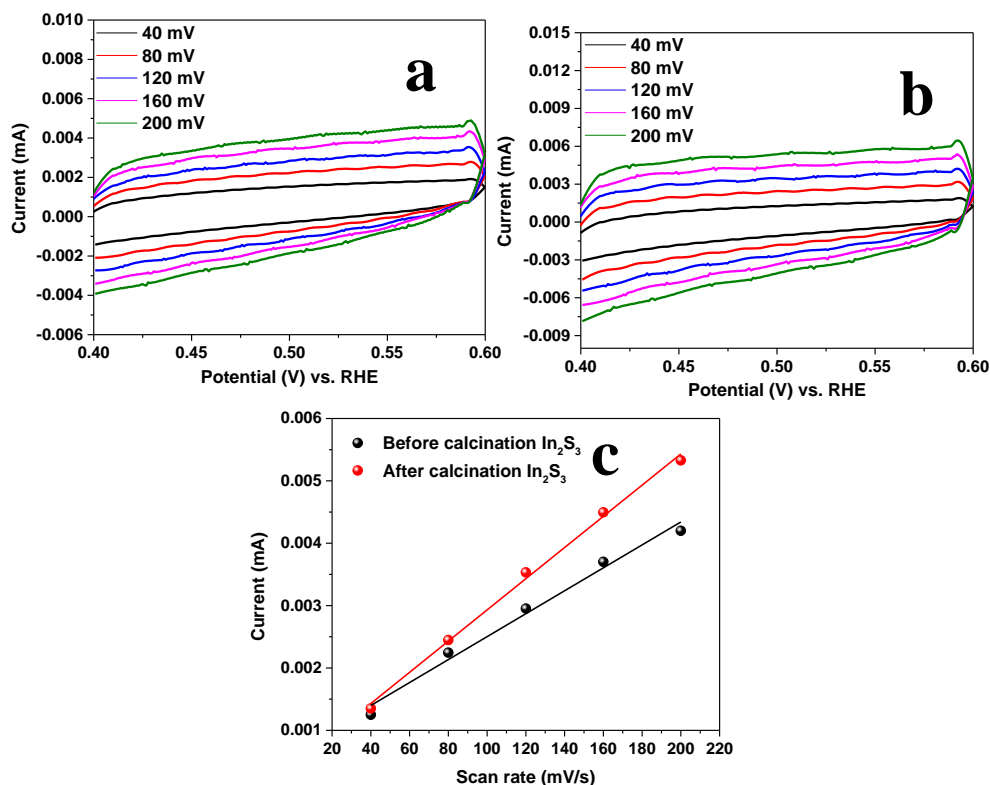 0.010
0.008
0.006
0.004
0.002
0.000
-0.002
-0.004
-0.006
Current (mA)
40 mV
80 mV
120 mV
160 mV
200 mV
a
0.40 0.45 0.50 0.55 0.60
Potential (V) vs. RHE
0.015
0.012
0.009
0.006
0.003
0.000
-0.003
-0.006
-0.009
Current (mA)
40 mV
80 mV
120 mV
160 mV
200 mV
b
0.40 0.45 0.50 0.55 0.60
Potential (V) vs. RHE
0.006
0.005
0.004
0.003
0.002
0.001
Current (mA)
Before calcination In₂S₃
After calcination In₂S₃
c
20 40 60 80 100 120 140 160 180 200 220
Scan rate (mV/s)